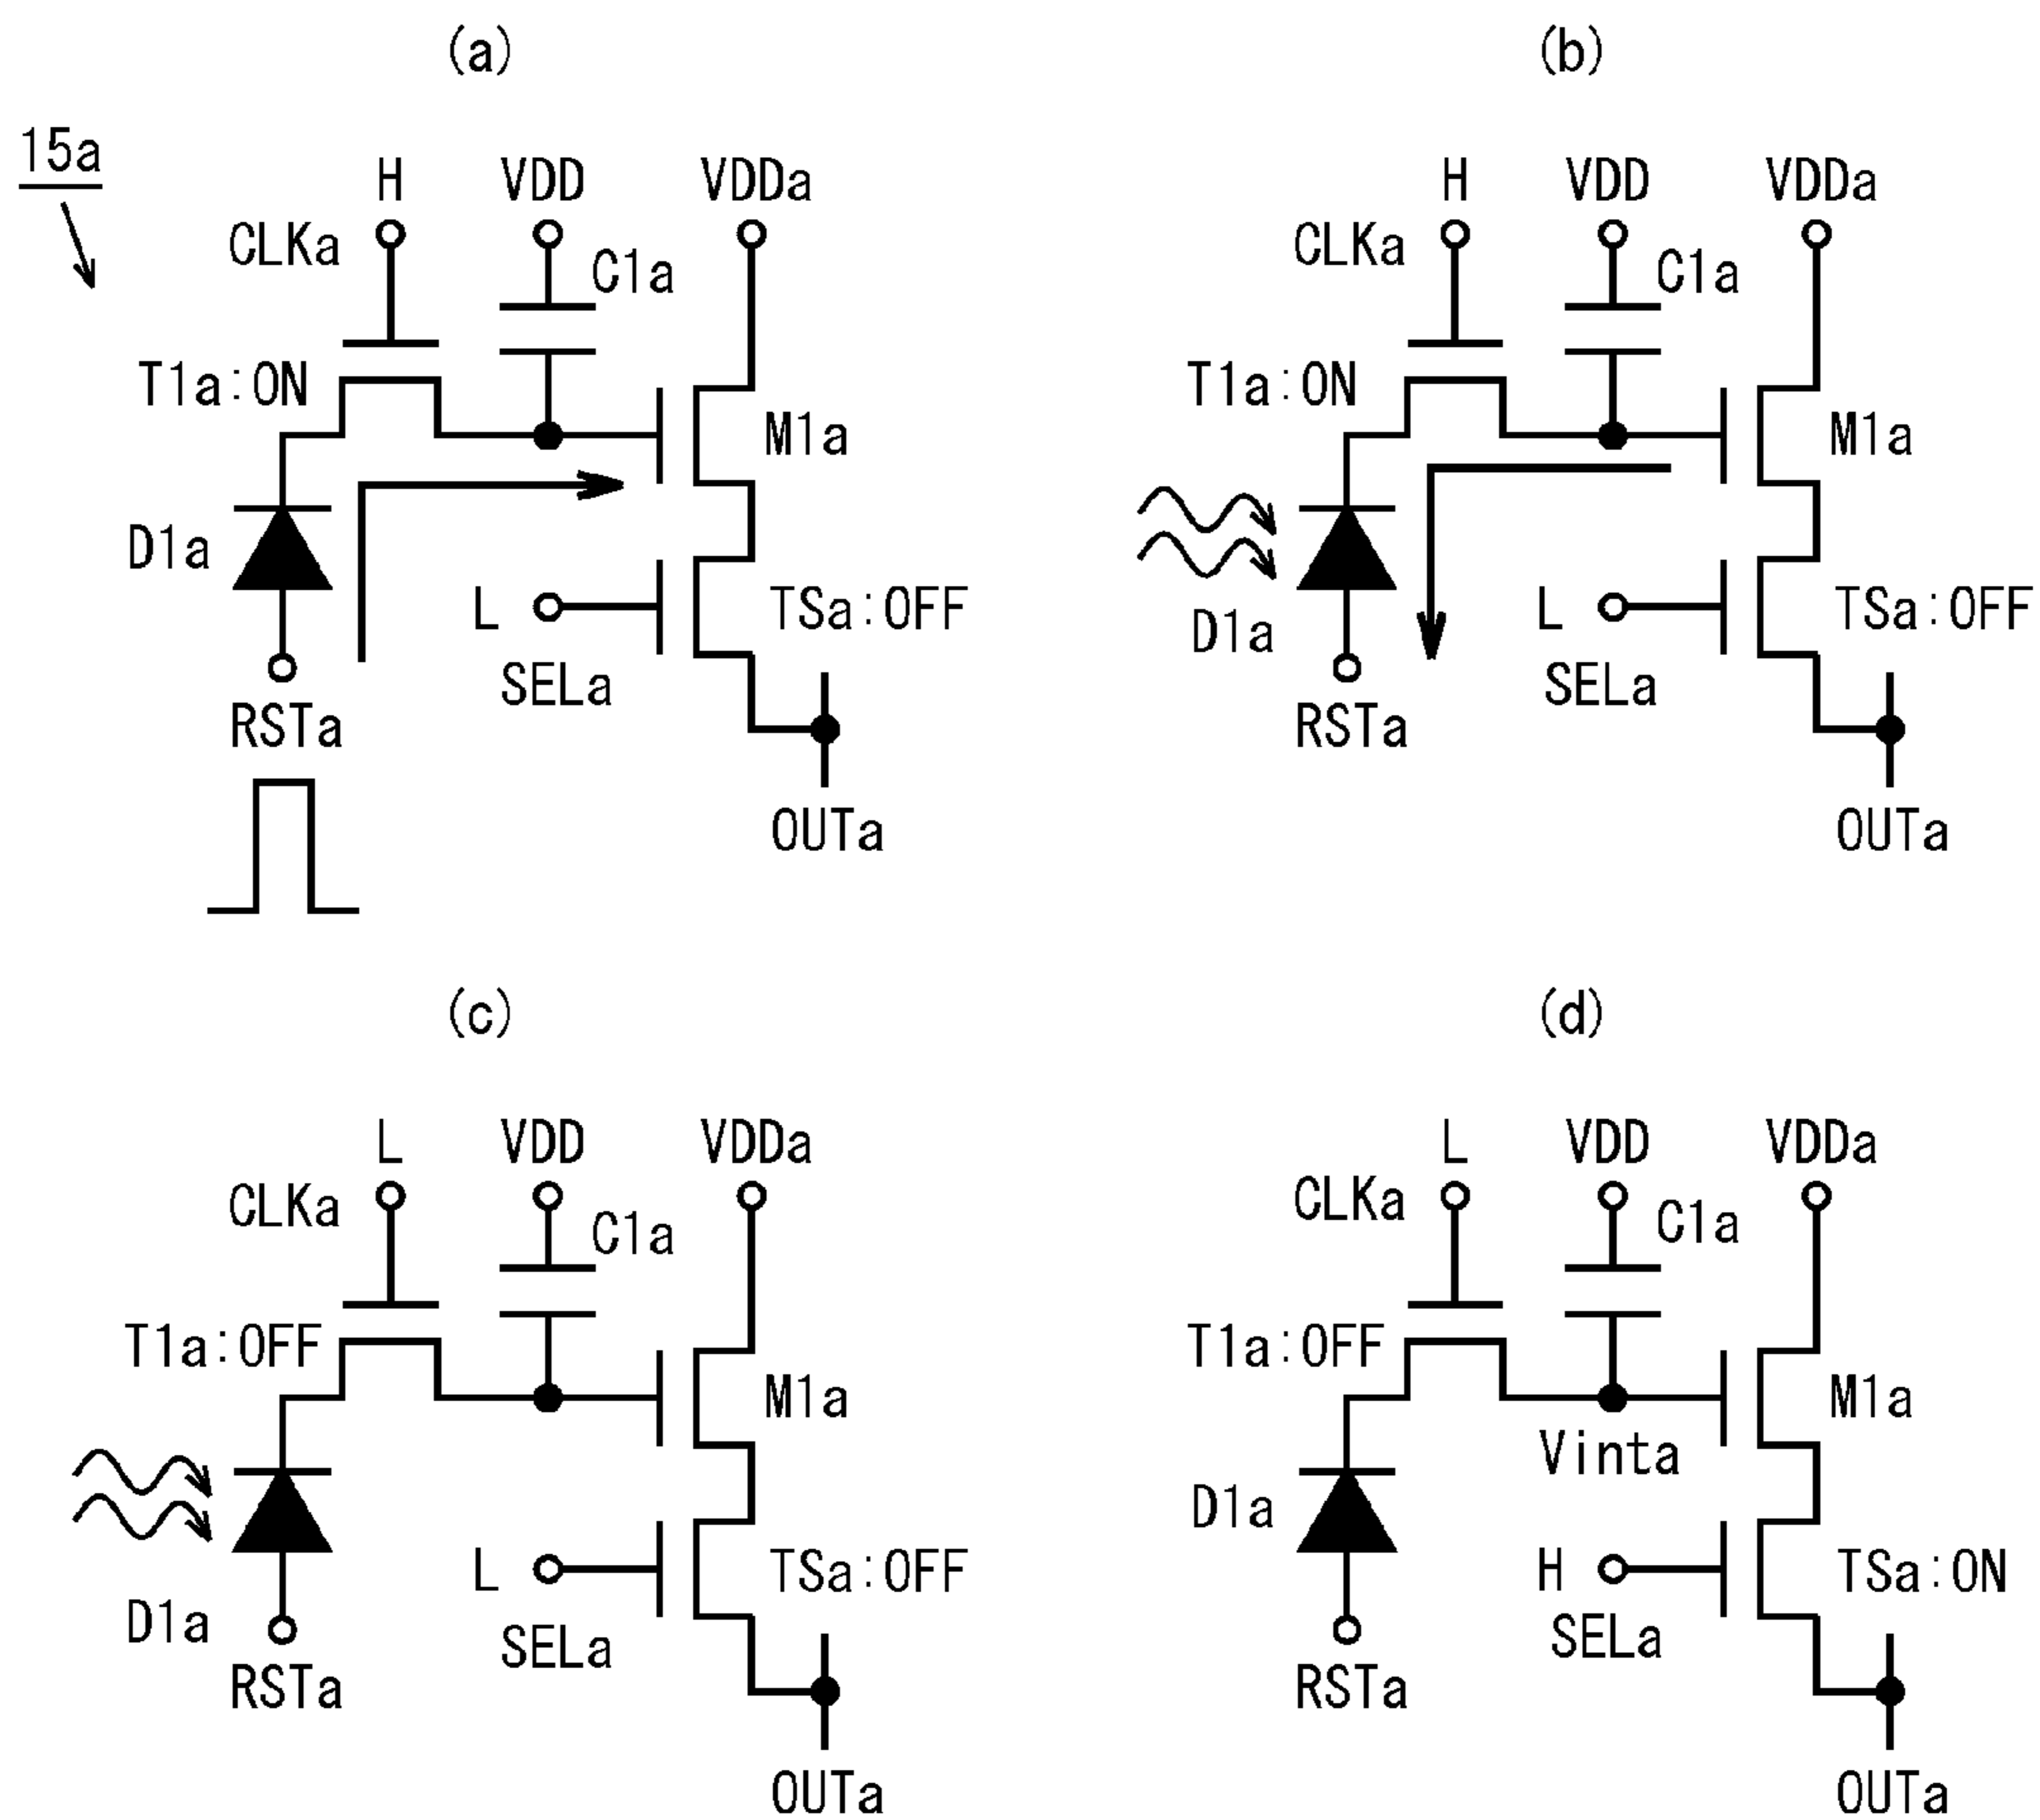 (a)
15a
H
VDD
VDDa
CLKa
C1a
T1a:ON
M1a
D1a
L
TSa:OFF
SELa
RSTa
OUTa
(b)
H
VDD
VDDa
CLKa
C1a
T1a:ON
M1a
D1a
L
TSa:OFF
SELa
RSTa
OUTa
(c)
L
VDD
VDDa
CLKa
C1a
T1a:OFF
M1a
D1a
L
TSa:OFF
SELa
RSTa
OUTa
(d)
L
VDD
VDDa
CLKa
C1a
T1a:OFF
M1a
Vinta
D1a
H
TSa:ON
SELa
RSTa
OUTa